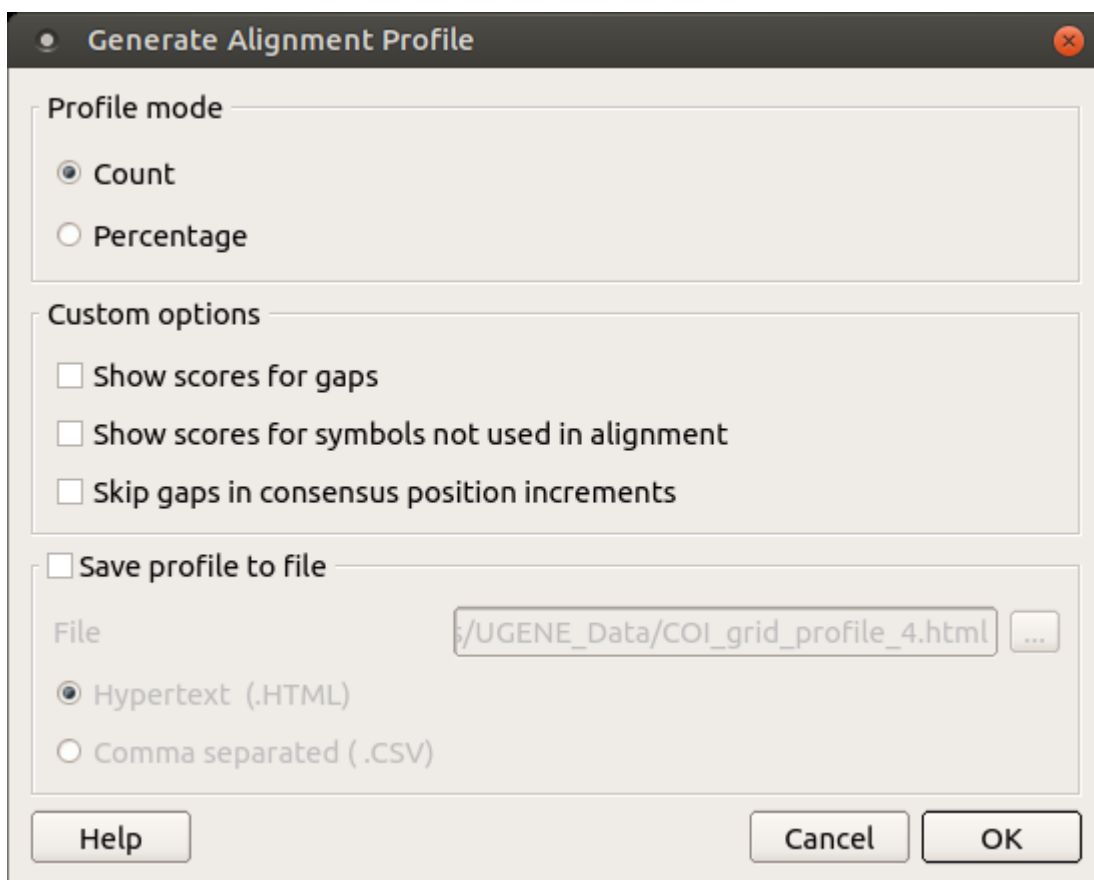 Generate Alignment Profile
Profile mode
Count
Percentage
Custom options
Show scores for gaps
Show scores for symbols not used in alignment
Skip gaps in consensus position increments
Save profile to file
File /UGENE_Data/COI_grid_profile_4.html ...
Hypertext (.HTML)
Comma separated ( .CSV)
Help Cancel OK